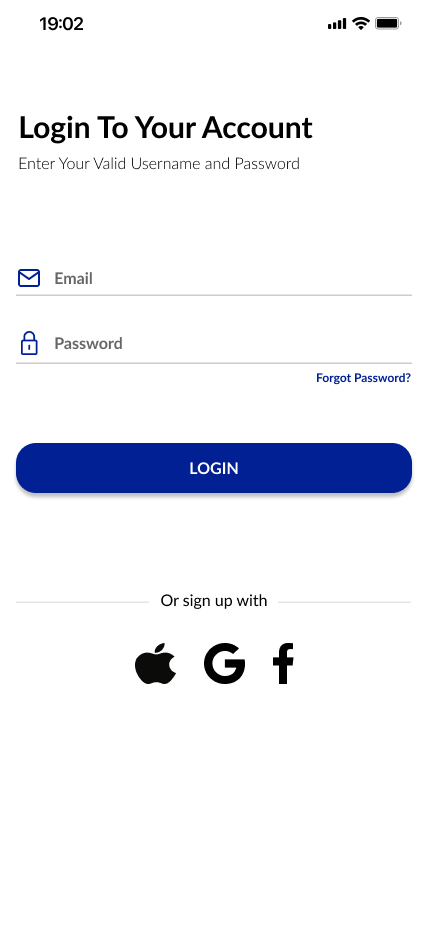 19:02
Login To Your Account
Enter Your Valid Username and Password
Email
Password
Forgot Password?
LOGIN
Or sign up with